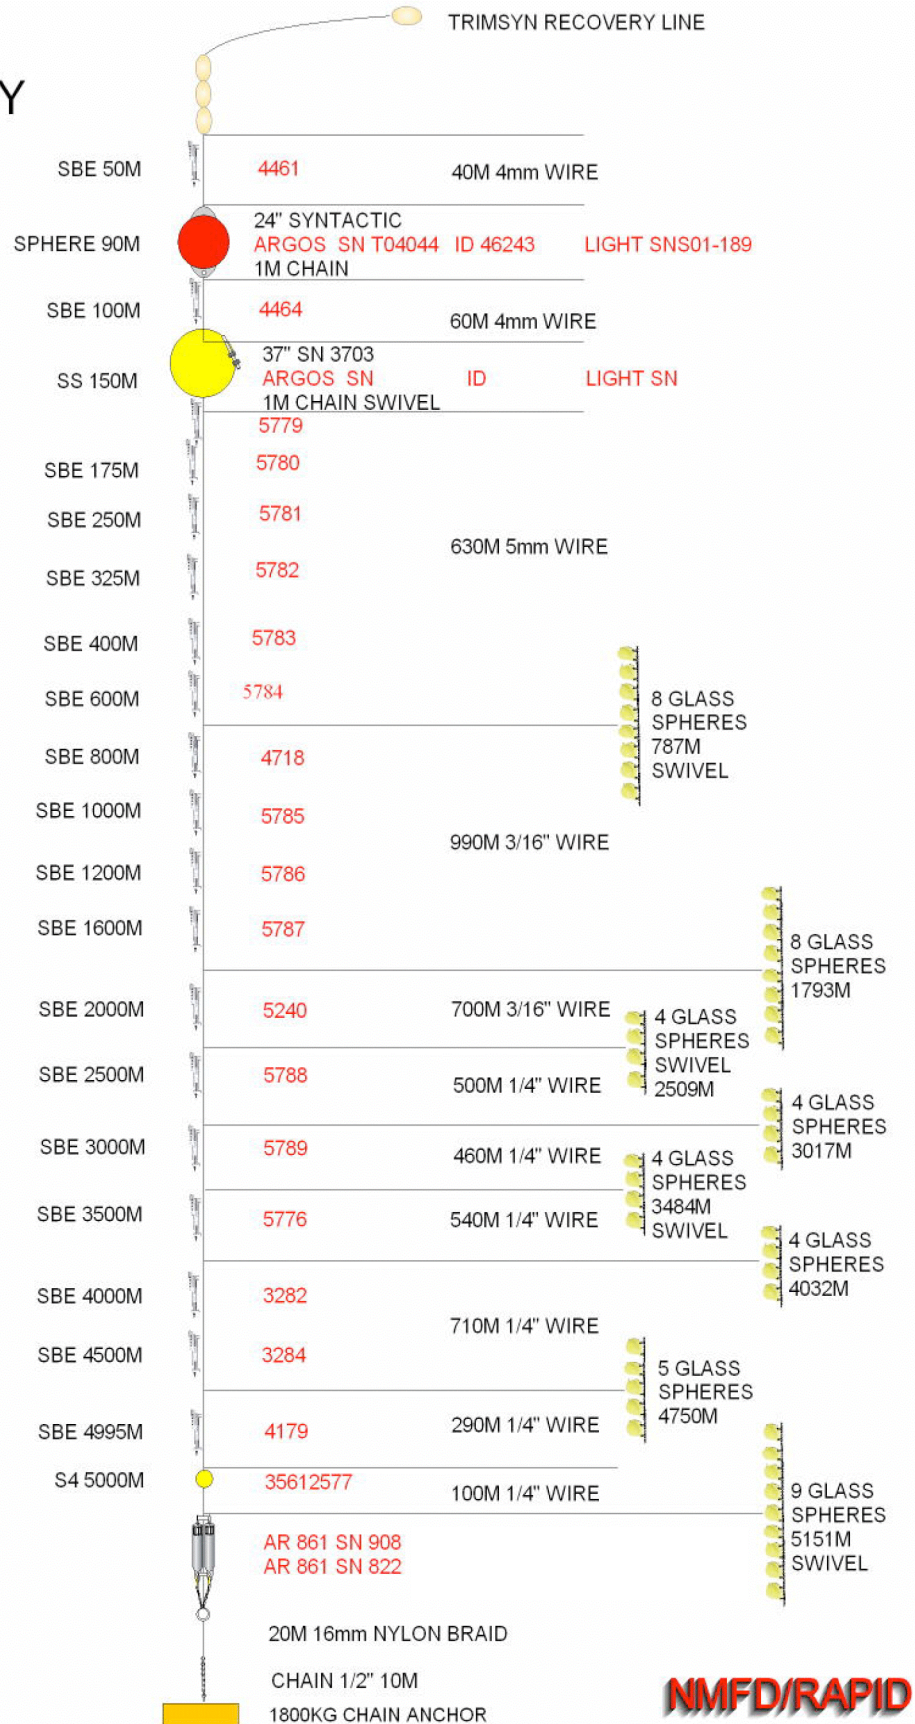 TRIMSYN RECOVERY LINE
Y
SBE 50M 4461 40M 4mm WIRE
24" SYNTACTIC
SPHERE 90M ARGOS SN T04044 ID 46243 LIGHT SNS01-189
1M CHAIN
SBE 100M 4464 60M 4mm WIRE
37" SN 3703
SS 150M ARGOS SN ID LIGHT SN
1M CHAIN SWIVEL
5779
SBE 175M 5780
SBE 250M 5781
630M 5mm WIRE
SBE 325M 5782
SBE 400M 5783
SBE 600M 5784
8 GLASS
SPHERES
787M
SWIVEL
SBE 800M 4718
SBE 1000M 5785
990M 3/16" WIRE
SBE 1200M 5786
SBE 1600M 5787
8 GLASS
SPHERES
1793M
SBE 2000M 5240 700M 3/16" WIRE
4 GLASS
SPHERES
SWIVEL
2509M
SBE 2500M 5788 500M 1/4" WIRE
4 GLASS
SPHERES
3017M
SBE 3000M 5789 460M 1/4" WIRE
4 GLASS
SPHERES
3484M
SWIVEL
SBE 3500M 5776 540M 1/4" WIRE
4 GLASS
SPHERES
4032M
SBE 4000M 3282
710M 1/4" WIRE
SBE 4500M 3284
5 GLASS
SPHERES
4750M
SBE 4995M 4179 290M 1/4" WIRE
S4 5000M 35612577 100M 1/4" WIRE
9 GLASS
SPHERES
5151M
SWIVEL
AR 861 SN 908
AR 861 SN 822
20M 16mm NYLON BRAID
CHAIN 1/2" 10M
1800KG CHAIN ANCHOR
NMFD/RAPID